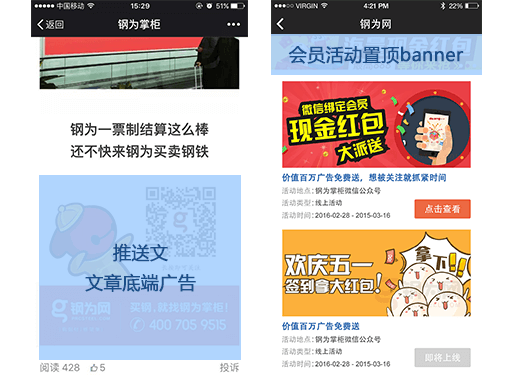 中国移动 15:29 51%
返回 钢为掌柜
钢为一票制结算这么棒
还不快来钢为买卖钢铁
推送文
文章底端广告
钢为网
买钢,就找钢为掌柜!
400 705 9515
阅读 428 5 投诉
VIRGIN 4:21 PM 22%
钢为网
会员活动置顶banner
微信绑定会员
现金红包
大派送
价值百万广告免费送,想被关注就抓紧时间
活动地点:钢为掌柜微信公众号
活动类型:线上活动
活动时间:2016-02-28 - 2015-03-16
点击查看
欢庆五一
签到拿大红包!
拿下!!
价值百万广告免费送
活动地点:钢为掌柜微信公众号
活动类型:线上活动
活动时间:2016-02-28 - 2015-03-16
即将上线